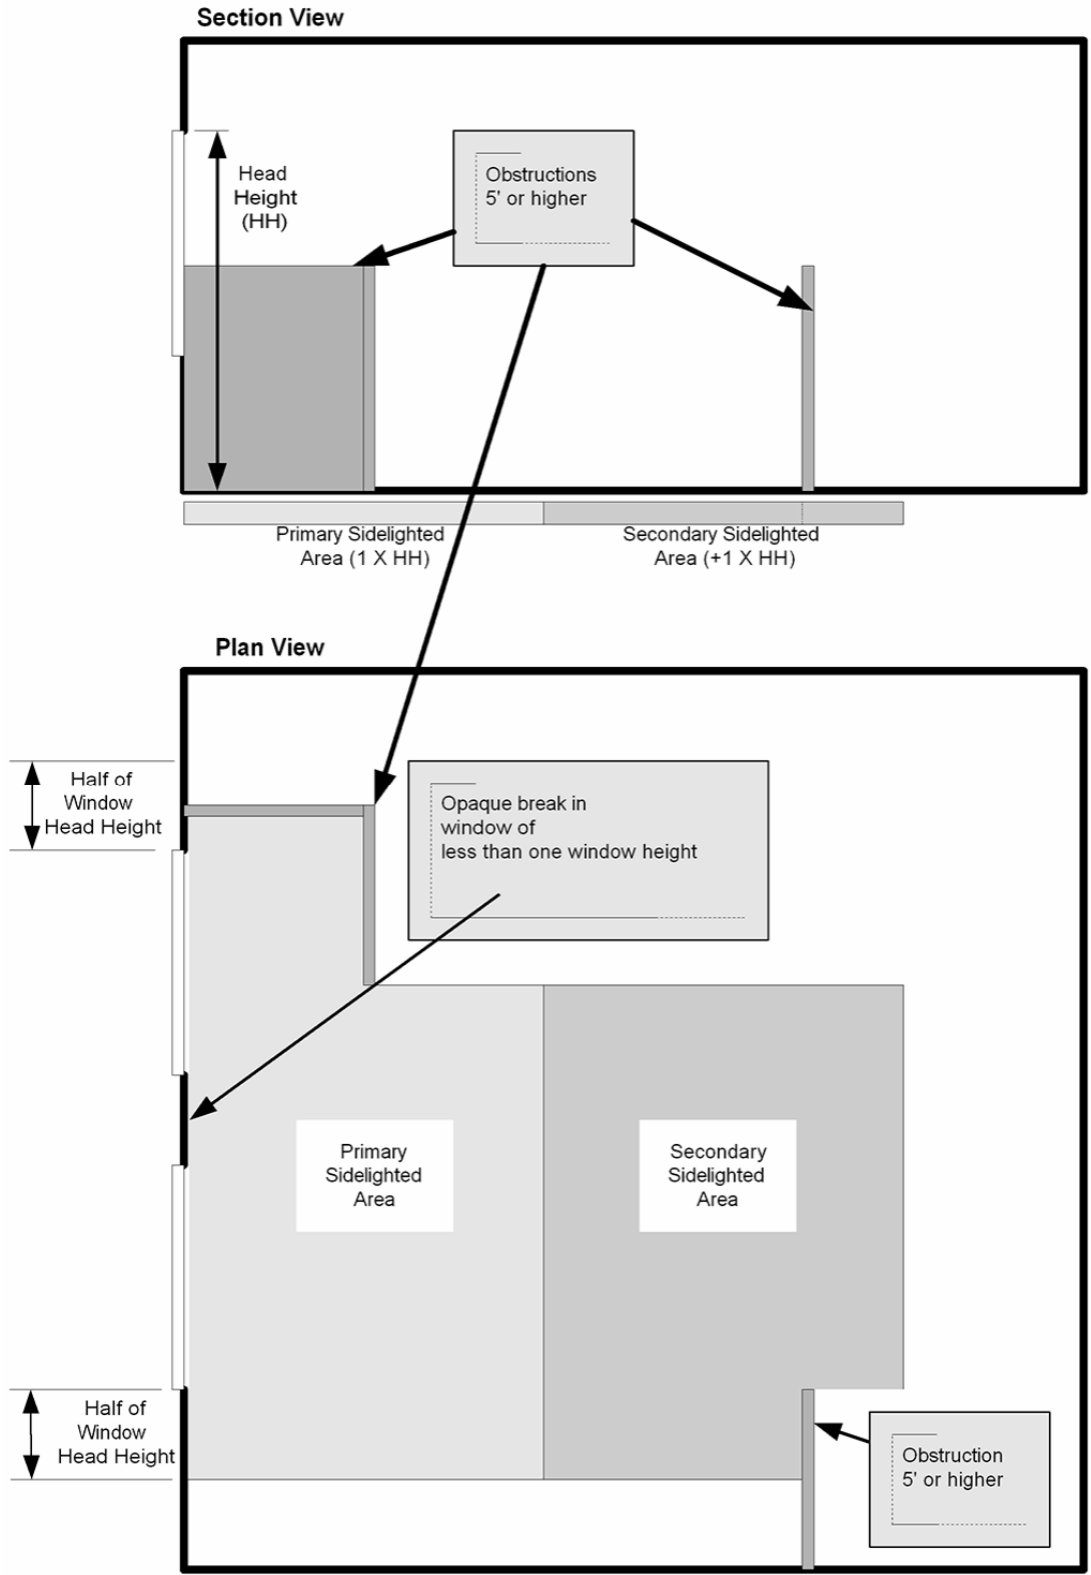 Section View
Head
Height
(HH)
Obstructions
5' or higher
Primary Sidelighted
Area (1 X HH)
Secondary Sidelighted
Area (+1 X HH)
Plan View
Half of
Window
Head Height
Opaque break in
window of
less than one window height
Primary
Sidelighted
Area
Secondary
Sidelighted
Area
Half of
Window
Head Height
Obstruction
5' or higher